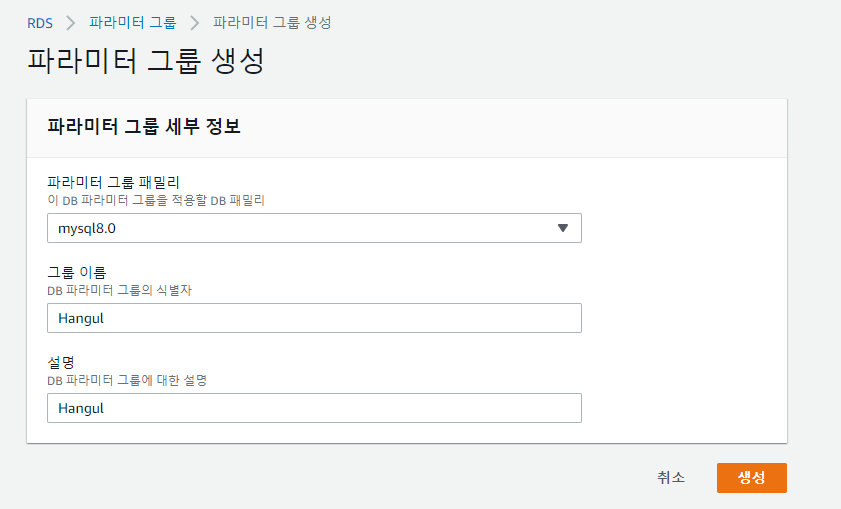 RDS > 파라미터 그룹 > 파라미터 그룹 생성
파라미터 그룹 생성
파라미터 그룹 세부 정보
파라미터 그룹 패밀리
이 DB 파라미터 그룹을 적용할 DB 패밀리
mysql8.0
그룹 이름
DB 파라미터 그룹의 식별자
Hangul
설명
DB 파라미터 그룹에 대한 설명
Hangul
취소 생성